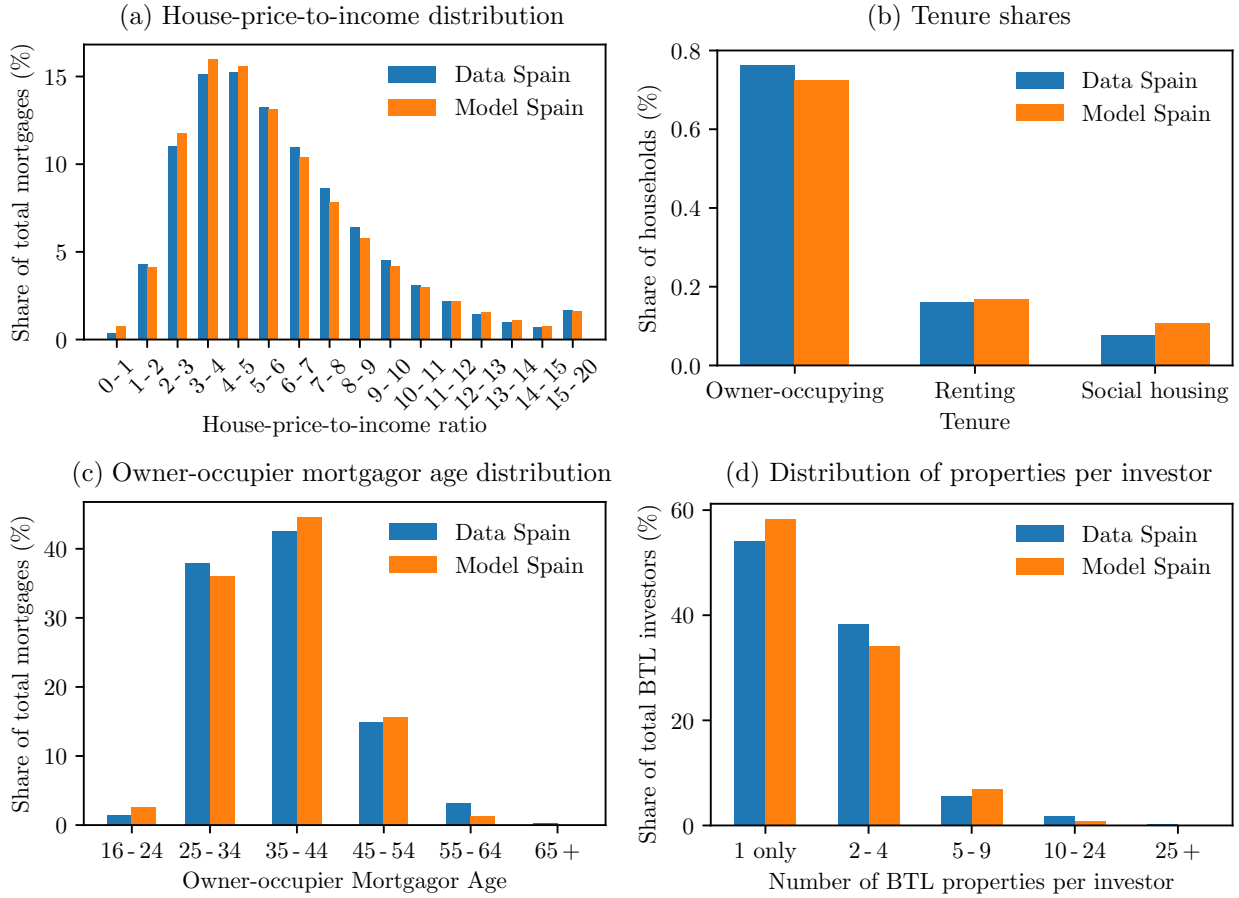 (a) House-price-to-income distribution
Share of total mortgages (%)
15
10
5
0
Data Spain
Model Spain
0 - 1
1 - 2
2 - 3
3 - 4
4 - 5
5 - 6
6 - 7
7 - 8
8 - 9
9 - 10
10 - 11
11 - 12
12 - 13
13 - 14
14 - 15
15 - 20
House-price-to-income ratio
(b) Tenure shares
Share of households (%)
0.8
0.6
0.4
0.2
0.0
Data Spain
Model Spain
Owner-occupying
Renting
Social housing
Tenure
(c) Owner-occupier mortgagor age distribution
Share of total mortgages (%)
40
30
20
10
0
Data Spain
Model Spain
16 - 24
25 - 34
35 - 44
45 - 54
55 - 64
65 +
Owner-occupier Mortgagor Age
(d) Distribution of properties per investor
Share of total BTL investors (%)
60
40
20
0
Data Spain
Model Spain
1 only
2 - 4
5 - 9
10 - 24
25 +
Number of BTL properties per investor